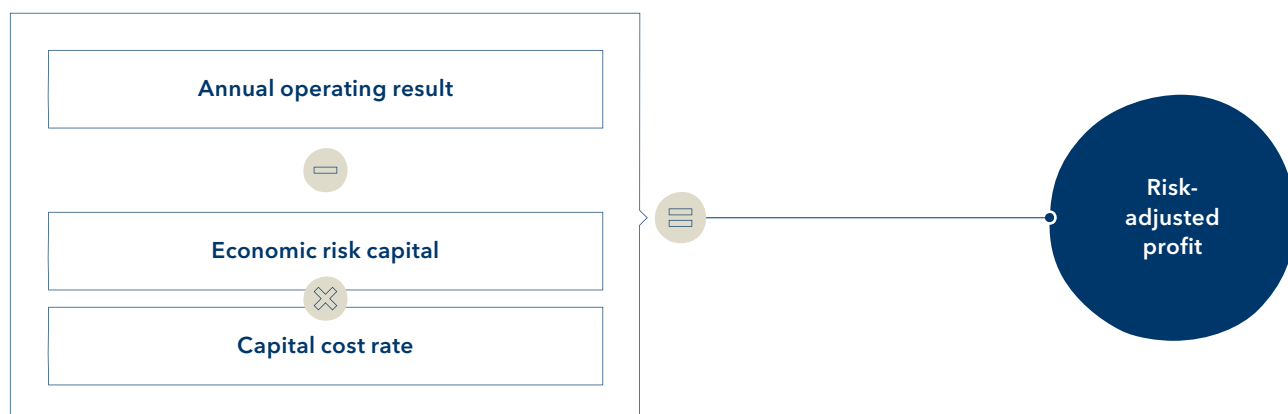 Annual operating result
Economic risk capital
Capital cost rate
Risk-
adjusted
profit